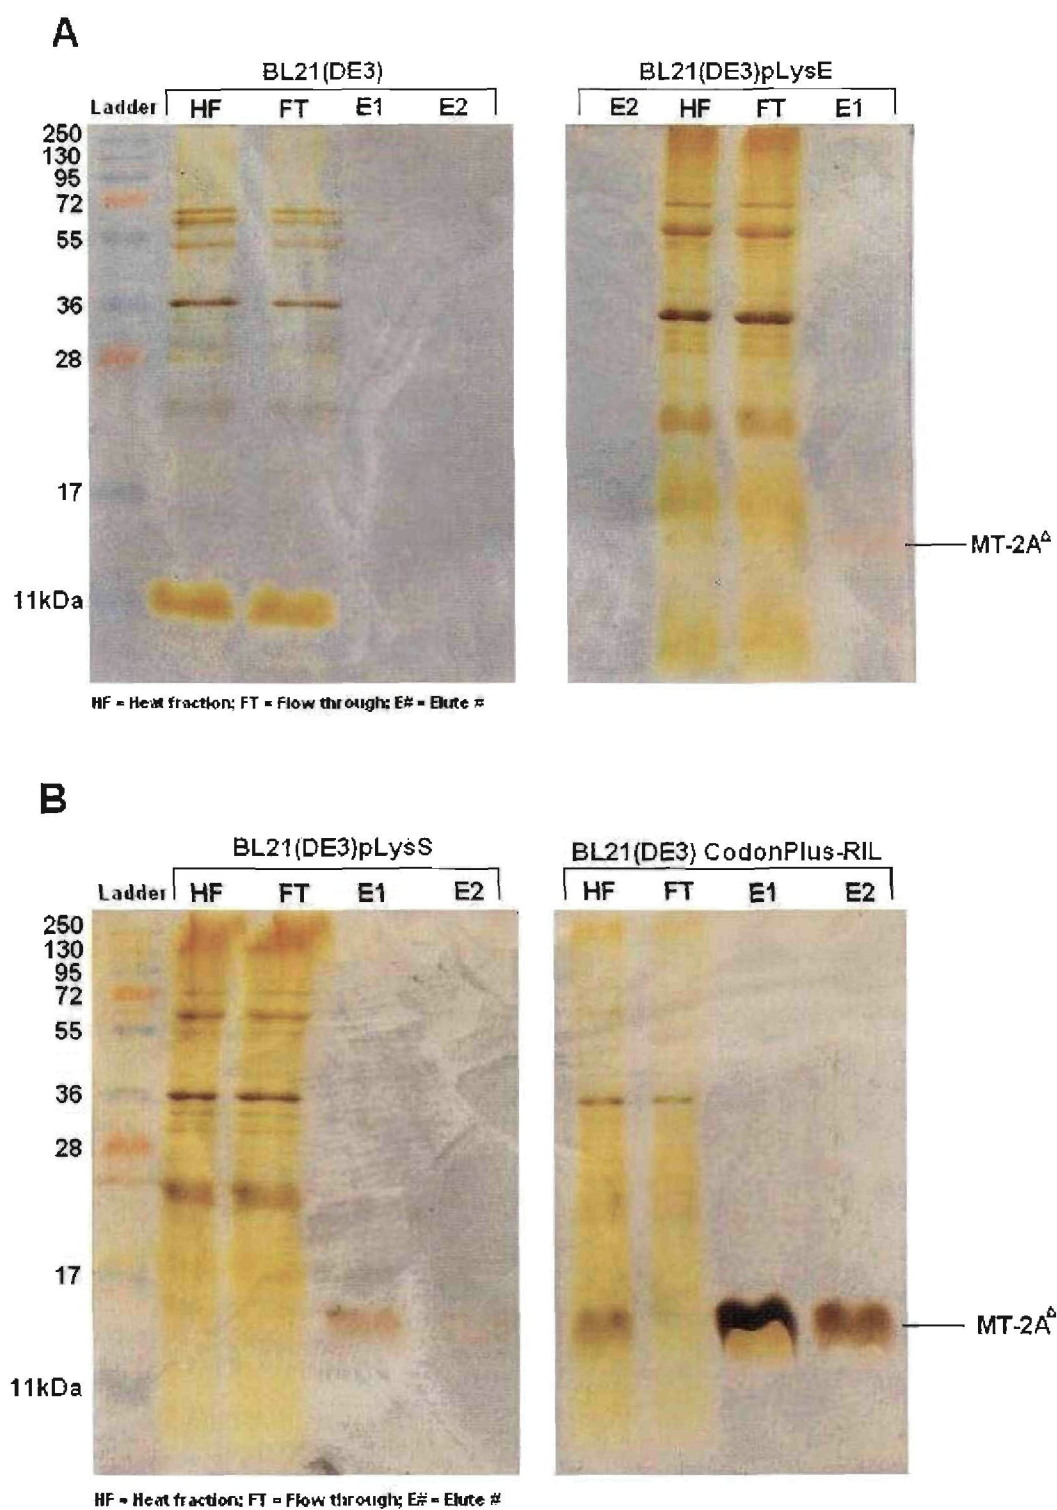 A
BL21(DE3)
Ladder HF FT E1 E2
250
130
95
72
55
36
28
17
11kDa
BL21(DE3)pLysE
E2 HF FT E1
MT-2A^Δ
HF = Heat fraction; FT = Flow through; E# = Elute #
B
BL21(DE3)pLysS
Ladder HF FT E1 E2
250
130
95
72
55
36
28
17
11kDa
BL21(DE3) CodonPlus-RIL
HF FT E1 E2
MT-2A^Δ
HF = Heat fraction; FT = Flow through; E# = Elute #